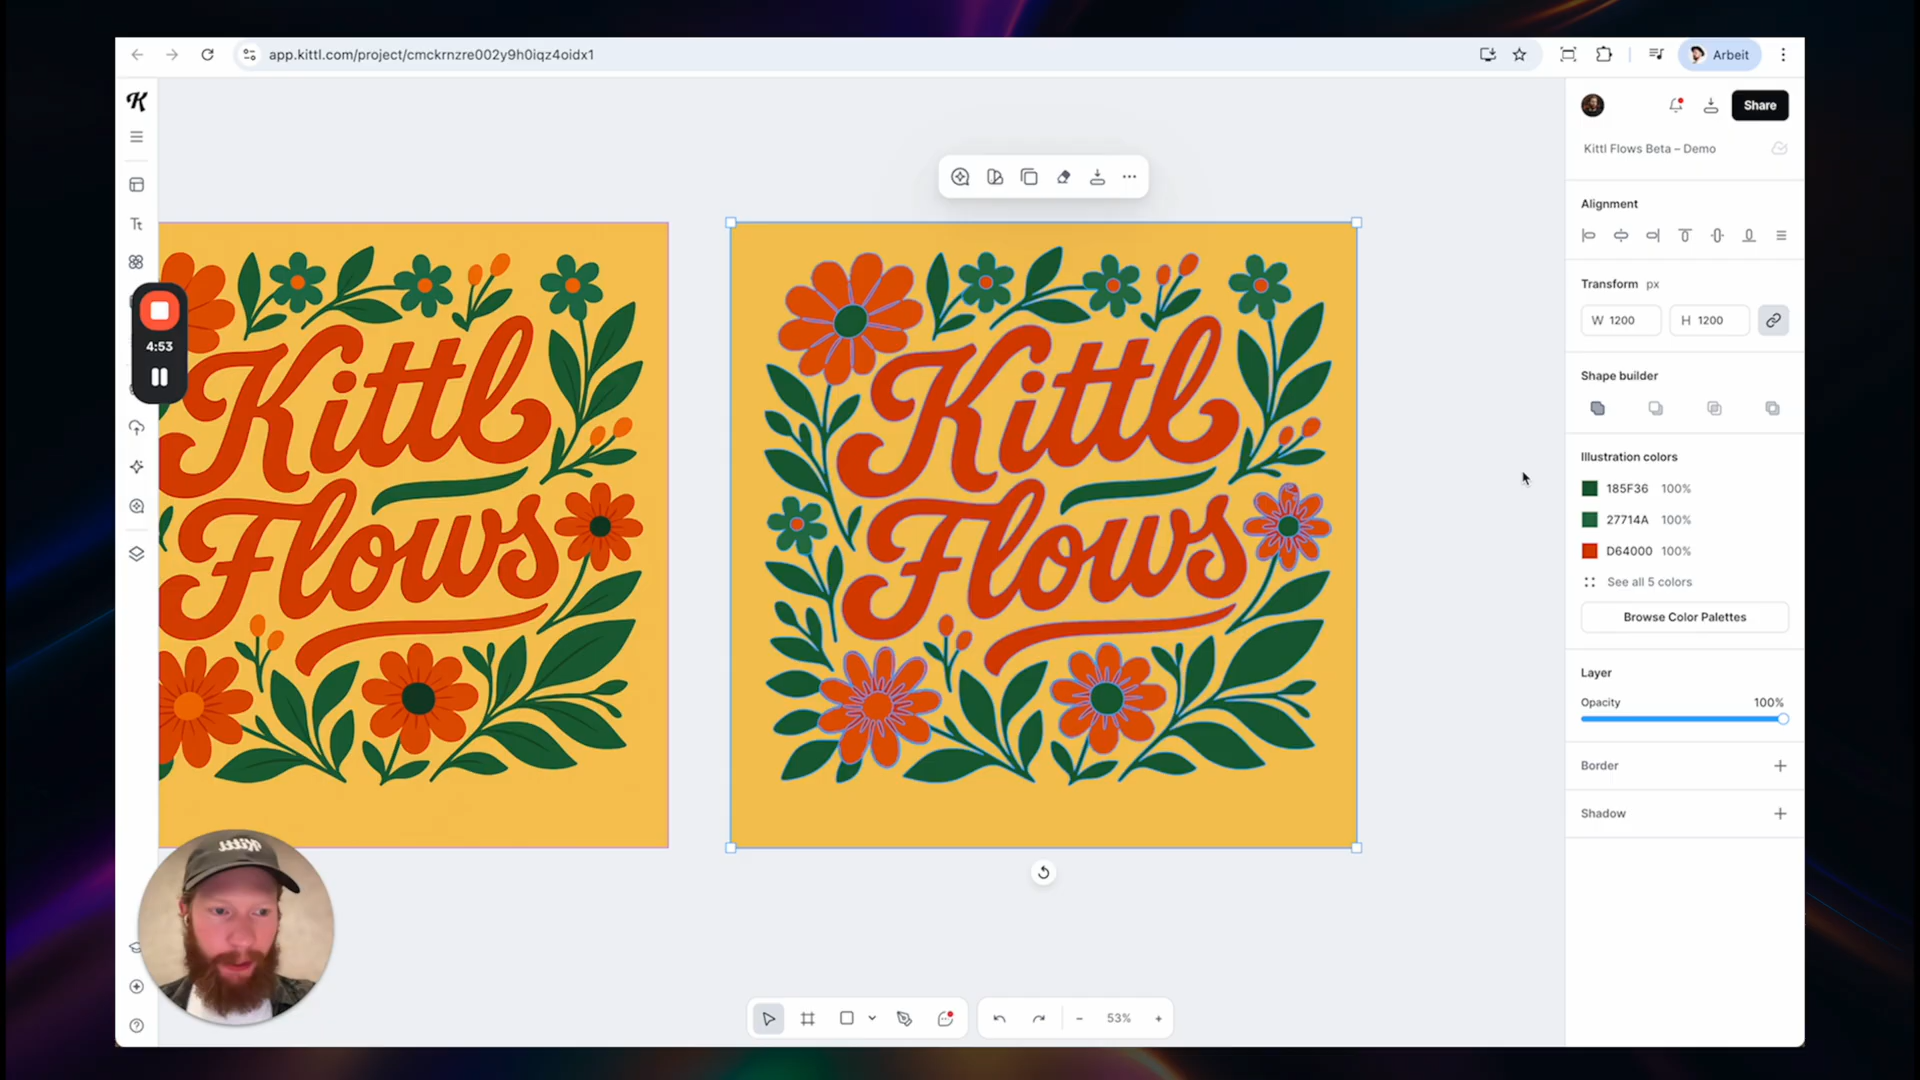 app.kittl.com/project/cmckrnzre002y9h0iqz4oidx1
Arbeit
K
Share
Kittl Flows Beta – Demo
Alignment
Transform px
W 1200
H 1200
Shape builder
Illustration colors
185F36 100%
27714A 100%
D64000 100%
See all 5 colors
Browse Color Palettes
Layer
Opacity 100%
Border
Shadow
Tt
4:53
Kittl
Flows
Kittl
Flows
Kittl
53%